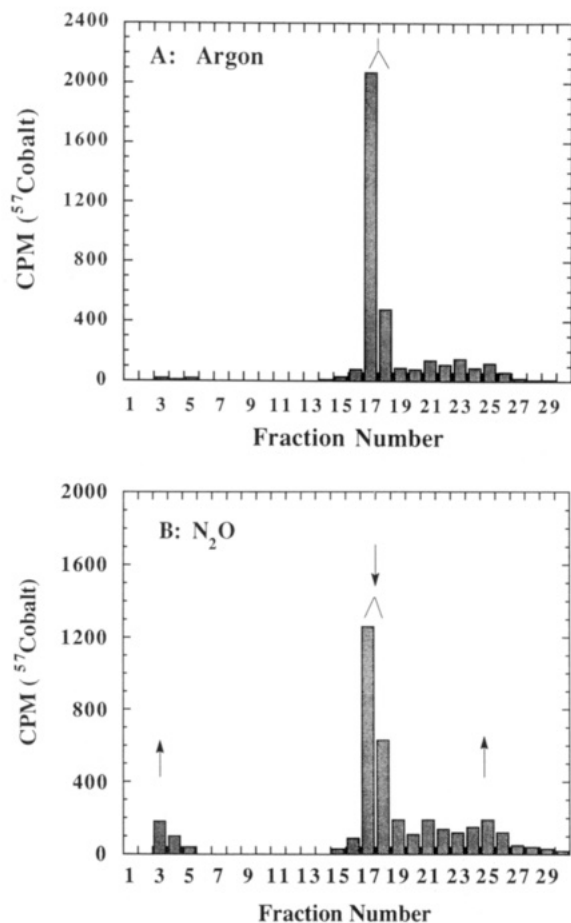 2400
A: Argon
2000
1600
1200
800
400
0
CPM (⁵⁷Cobalt)
1 3 5 7 9 11 13 15 17 19 21 23 25 27 29
Fraction Number
2000
B: N₂O
1600
1200
800
400
0
CPM ( ⁵⁷Cobalt)
1 3 5 7 9 11 13 15 17 19 21 23 25 27 29
Fraction Number